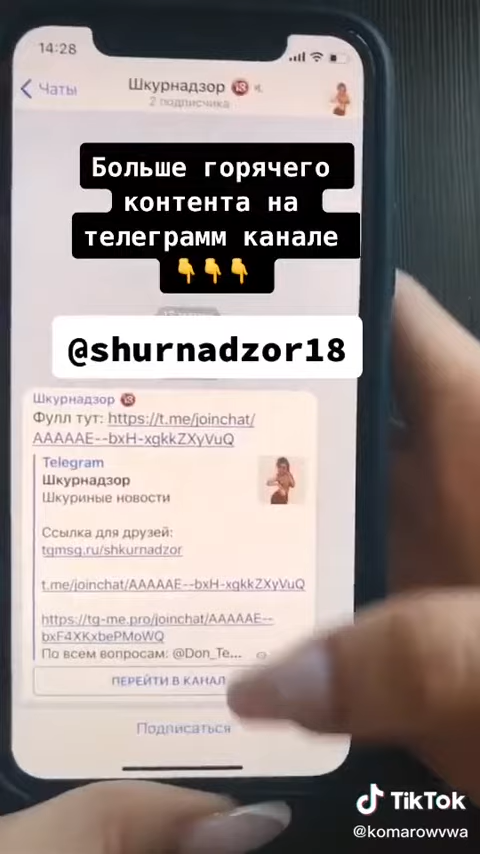 14:28
Чаты
Шкурнадзор 🔞
2 подписчика
Больше горячего
контента на
телеграмм канале
👇👇👇
@shurnadzor18
Шкурнадзор 🔞
Фулл тут: https://t.me/joinchat/
AAAAAE--bxH-xgkkZXyVuQ
Telegram
Шкурнадзор
Шкуриные новости
Ссылка для друзей:
tgmsg.ru/shkurnadzor
t.me/joinchat/AAAAAE--bxH-xgkkZXyVuQ
https://tg-me.pro/joinchat/AAAAAE--
bxF4XKxbePMoWQ
По всем вопросам: @Don_Te...
ПЕРЕЙТИ В КАНАЛ
Подписаться
TikTok
@komarowvwa